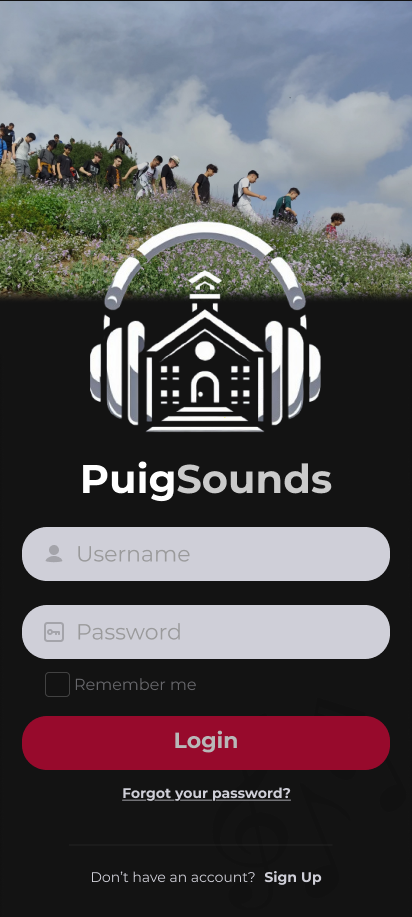 PuigSounds
Username
Password
Remember me
Login
Forgot your password?
Don’t have an account? Sign Up